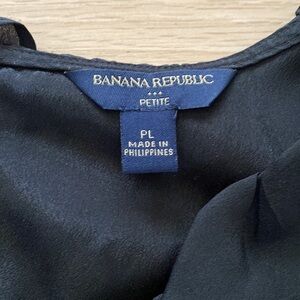 BANANA REPUBLIC
PETITE
PL
MADE IN
PHILIPPINES